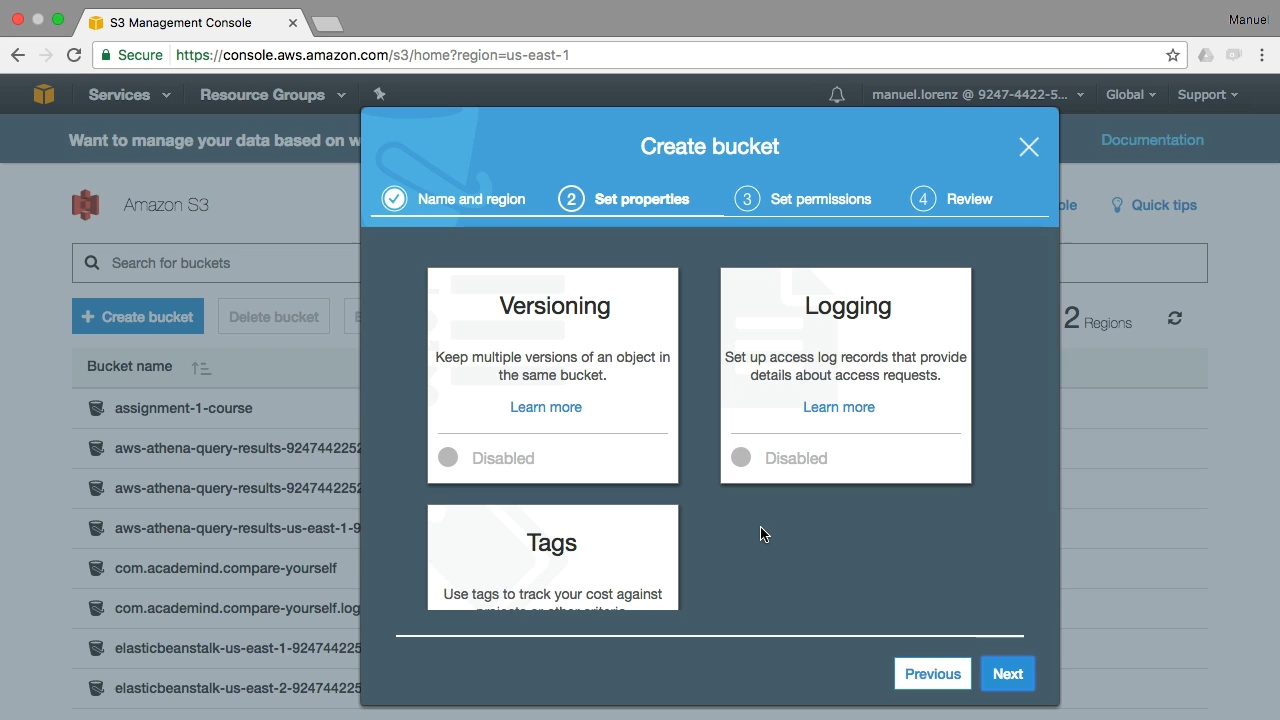 S3 Management Console
Manuel
Secure https://console.aws.amazon.com/s3/home?region=us-east-1
Services Resource Groups manuel.lorenz @ 9247-4422-5... Global Support
Want to manage your data based on w Documentation
Create bucket
Name and region 2 Set properties 3 Set permissions 4 Review
Amazon S3 Quick tips
Search for buckets
Create bucket Delete bucket 2 Regions
Bucket name
assignment-1-course
aws-athena-query-results-9247442252
aws-athena-query-results-9247442252
aws-athena-query-results-us-east-1-9
com.academind.compare-yourself
com.academind.compare-yourself.log
elasticbeanstalk-us-east-1-924744225
elasticbeanstalk-us-east-2-924744225
Versioning
Keep multiple versions of an object in
the same bucket.
Learn more
Disabled
Logging
Set up access log records that provide
details about access requests.
Learn more
Disabled
Tags
Use tags to track your cost against
projects or other criteria.
Previous Next